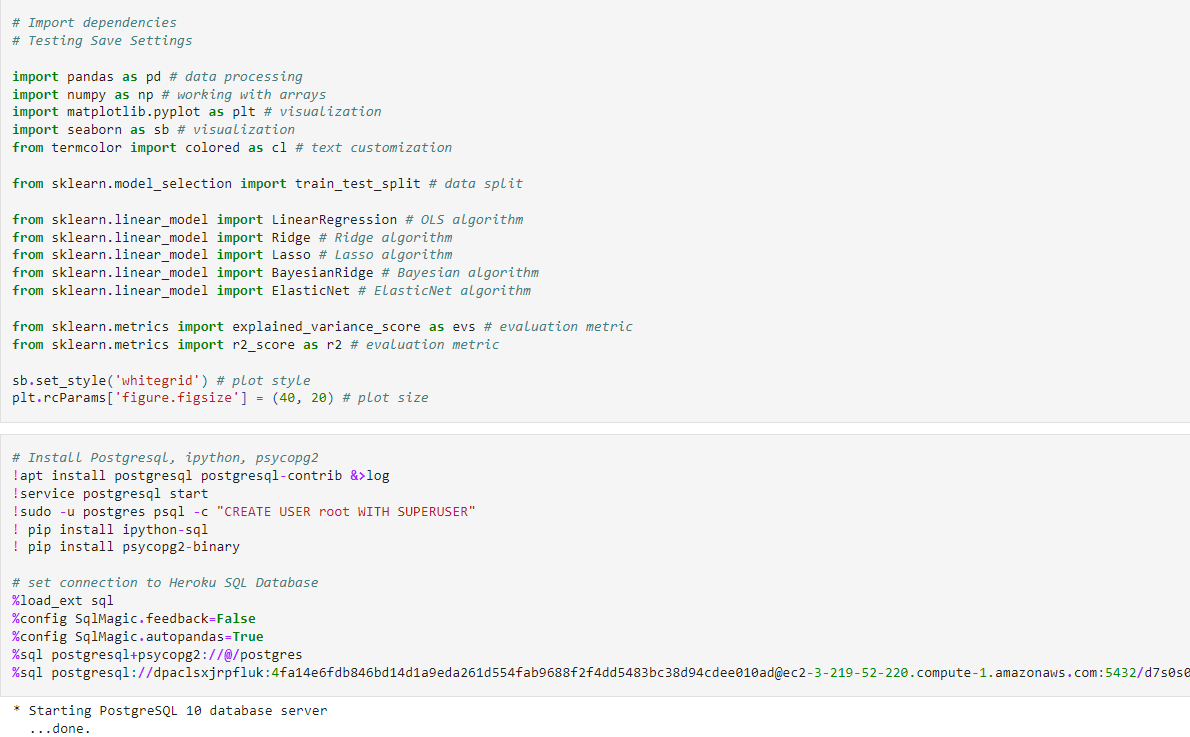 # Import dependencies
# Testing Save Settings
import pandas as pd # data processing
import numpy as np # working with arrays
import matplotlib.pyplot as plt # visualization
import seaborn as sb # visualization
from termcolor import colored as cl # text customization
from sklearn.model_selection import train_test_split # data split
from sklearn.linear_model import LinearRegression # OLS algorithm
from sklearn.linear_model import Ridge # Ridge algorithm
from sklearn.linear_model import Lasso # Lasso algorithm
from sklearn.linear_model import BayesianRidge # Bayesian algorithm
from sklearn.linear_model import ElasticNet # ElasticNet algorithm
from sklearn.metrics import explained_variance_score as evs # evaluation metric
from sklearn.metrics import r2_score as r2 # evaluation metric
sb.set_style('whitegrid') # plot style
plt.rcParams['figure.figsize'] = (40, 20) # plot size
# Install Postgresql, ipython, psycopg2
!apt install postgresql postgresql-contrib &>log
!service postgresql start
!sudo -u postgres psql -c "CREATE USER root WITH SUPERUSER"
! pip install ipython-sql
! pip install psycopg2-binary
# set connection to Heroku SQL Database
%load_ext sql
%config SqlMagic.feedback=False
%config SqlMagic.autopandas=True
%sql postgresql+psycopg2://@/postgres
%sql postgresql://dpaclsxjrpfluk:4fa14e6fdb846bd14d1a9eda261d554fab9688f2f4dd5483bc38d94cdee010ad@ec2-3-219-52-220.compute-1.amazonaws.com:5432/d7s0s0
* Starting PostgreSQL 10 database server
...done.